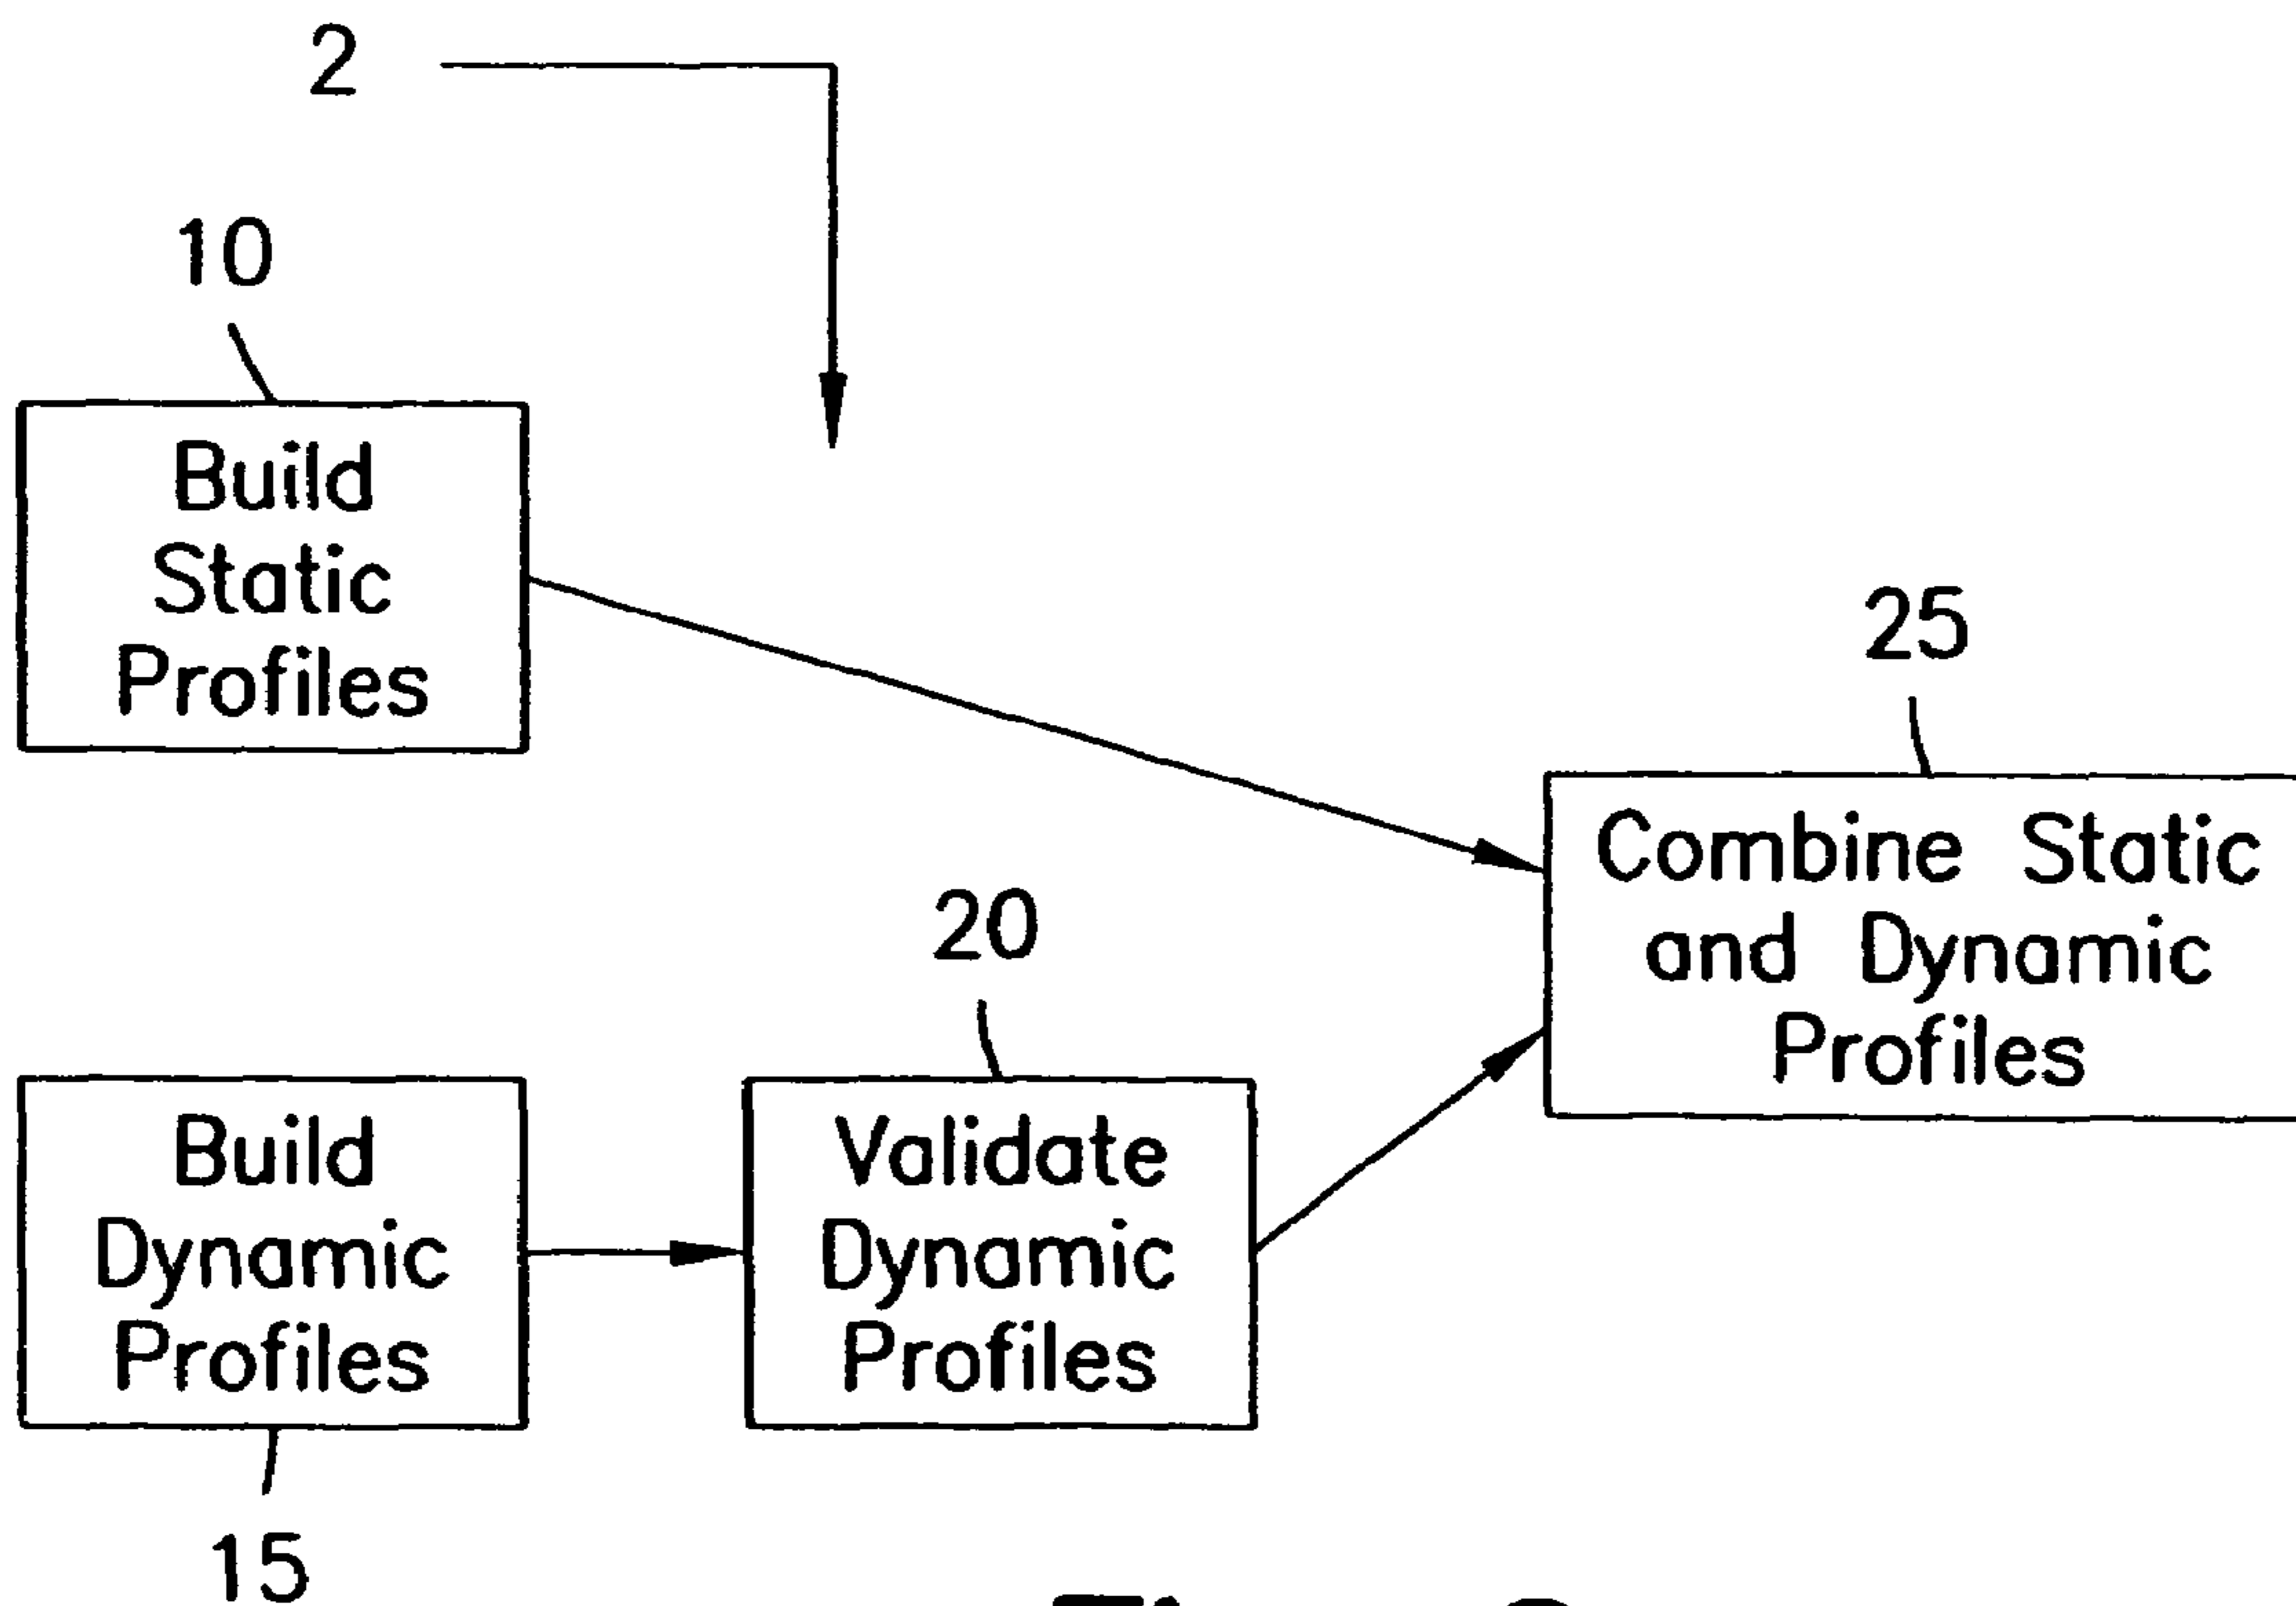 2
10
Build
Static
Profiles
25
Combine Static
and Dynamic
Profiles
20
Build
Dynamic
Profiles
Validate
Dynamic
Profiles
15